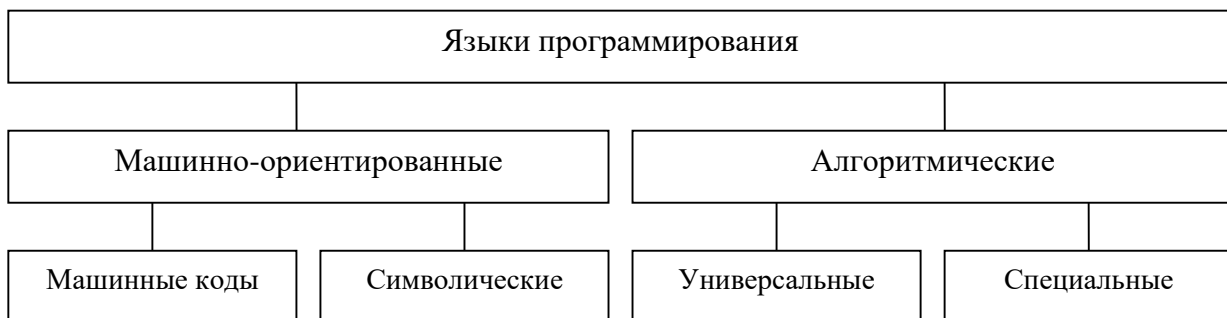 Языки программирования
Машинно-ориентированные
Алгоритмические
Машинные коды
Символические
Универсальные
Специальные